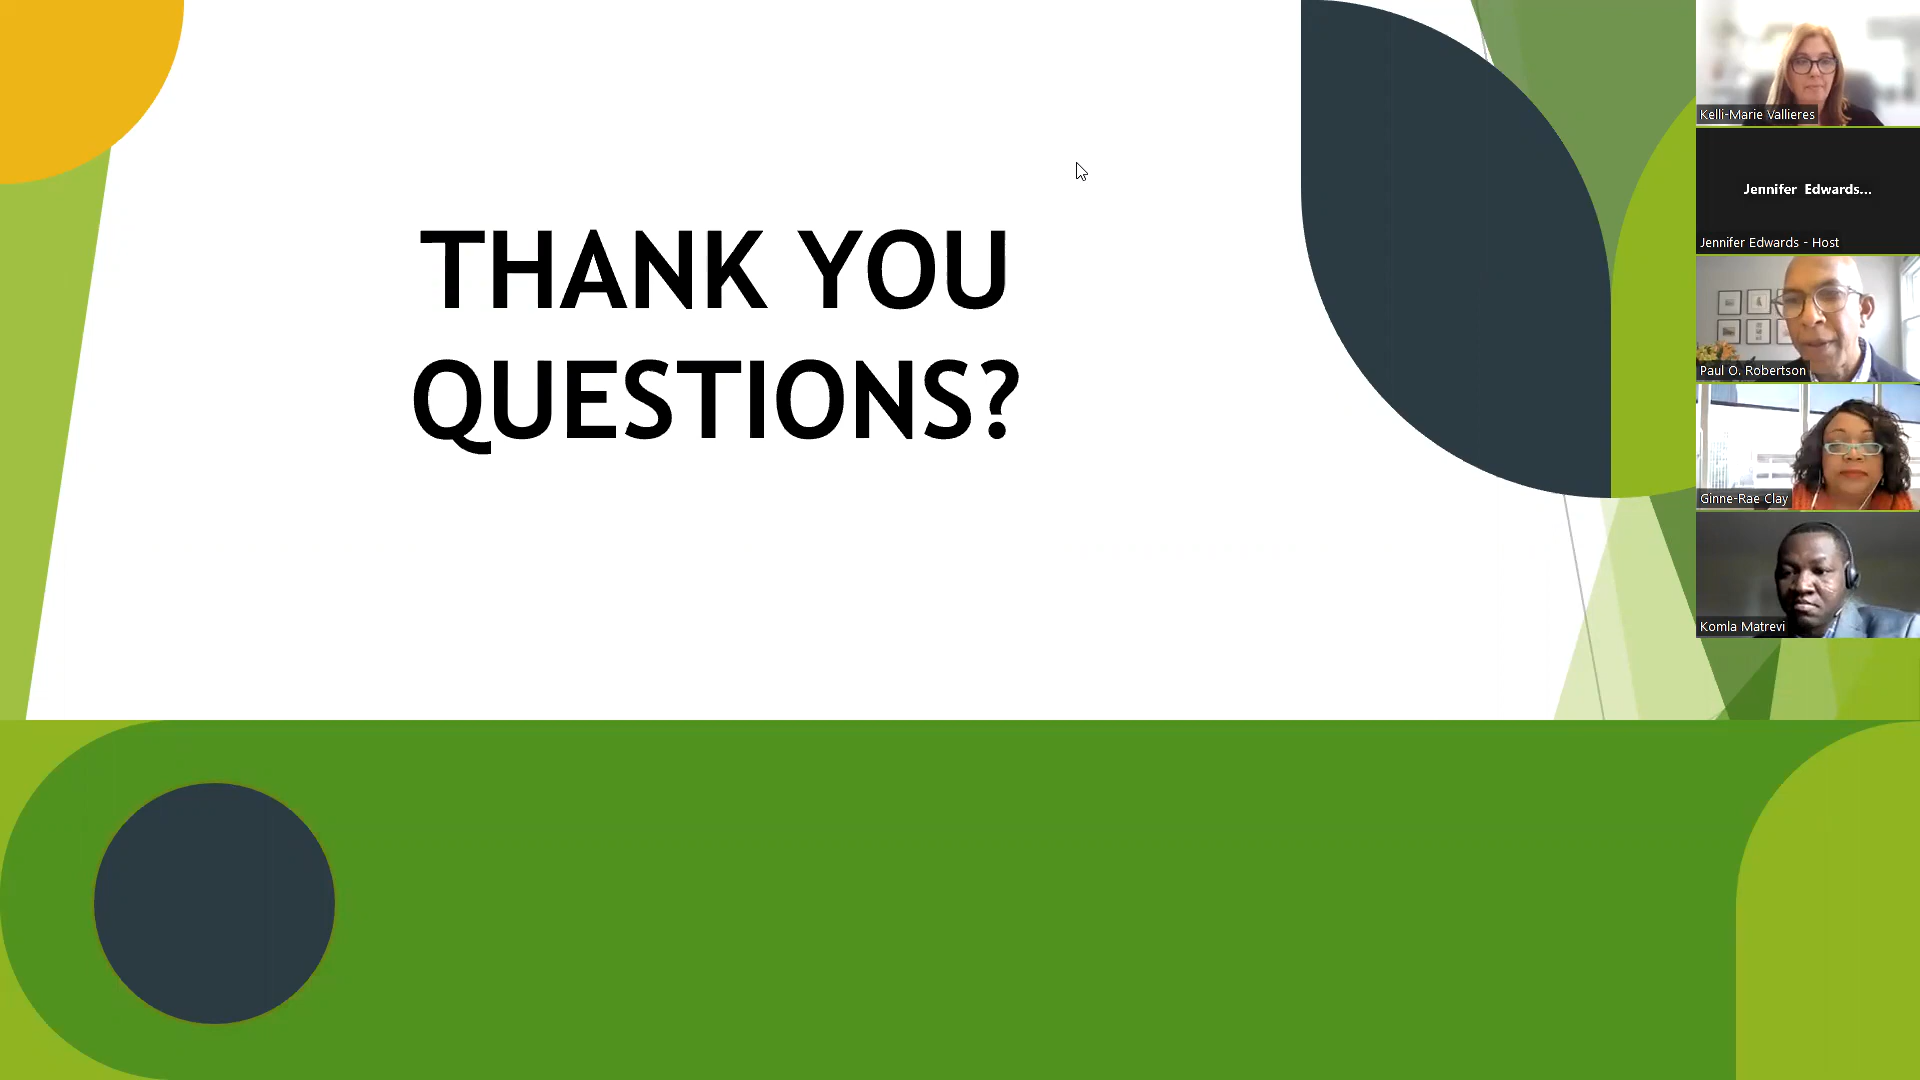 THANK YOU
QUESTIONS?
Kelli-Marie Vallieres
Jennifer Edwards...
Jennifer Edwards - Host
Paul O. Robertson
Ginne-Rae Clay
Komla Matrevi